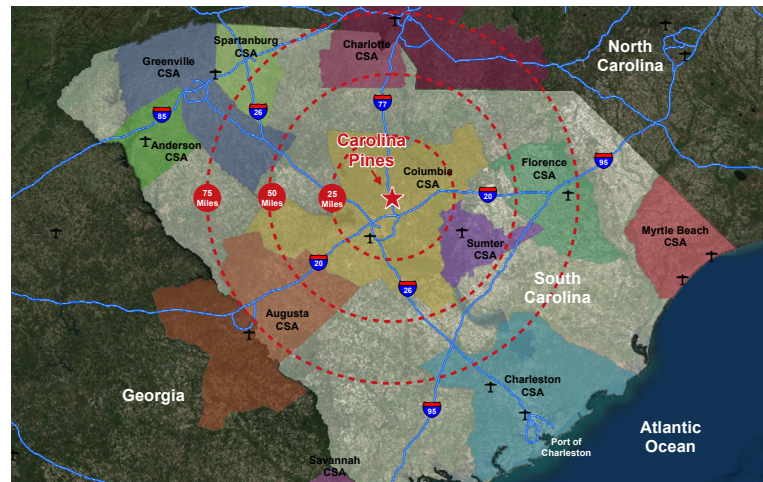 Spartanburg
CSA
Charlotte
CSA
North
Carolina
Greenville
CSA
77
85
26
Carolina
Pines
Anderson
CSA
Columbia
CSA
Florence
CSA
95
75
Miles
50
Miles
25
Miles
20
Myrtle Beach
CSA
Sumter
CSA
20
26
South
Carolina
Augusta
CSA
Georgia
Charleston
CSA
95
Port of
Charleston
Atlantic
Ocean
Savannah
CSA